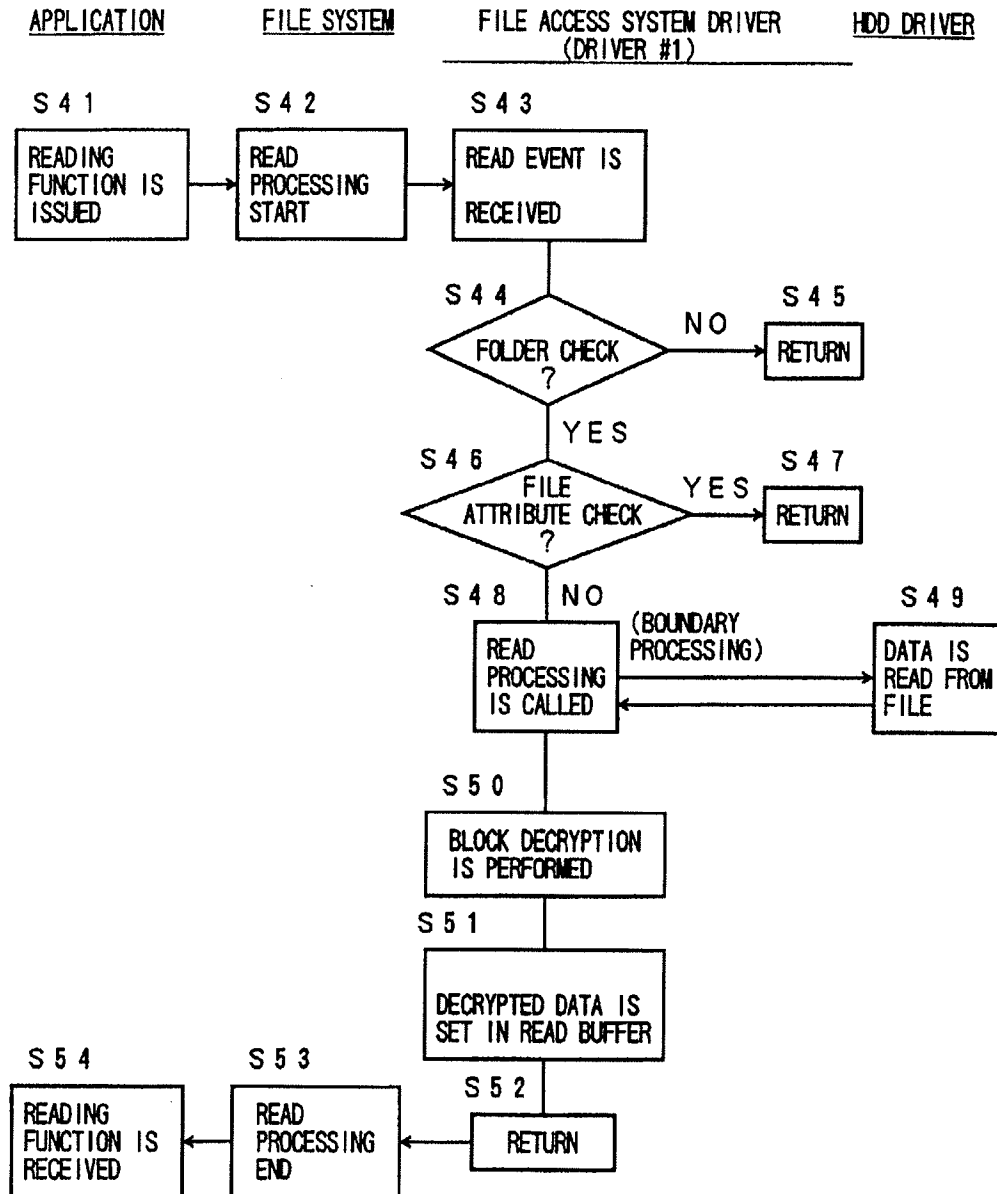 APPLICATION
FILE SYSTEM
FILE ACCESS SYSTEM DRIVER
(DRIVER #1)
HDD DRIVER
S41
READING
FUNCTION IS
ISSUED
S42
READ
PROCESSING
START
S43
READ EVENT IS
RECEIVED
S44
FOLDER CHECK
?
NO
S45
RETURN
YES
S46
FILE
ATTRIBUTE CHECK
?
YES
S47
RETURN
NO
S48
READ
PROCESSING
IS CALLED
(BOUNDARY
PROCESSING)
S49
DATA IS
READ FROM
FILE
S50
BLOCK DECRYPTION
IS PERFORMED
S51
DECRYPTED DATA IS
SET IN READ BUFFER
S52
RETURN
S53
READ
PROCESSING
END
S54
READING
FUNCTION IS
RECEIVED